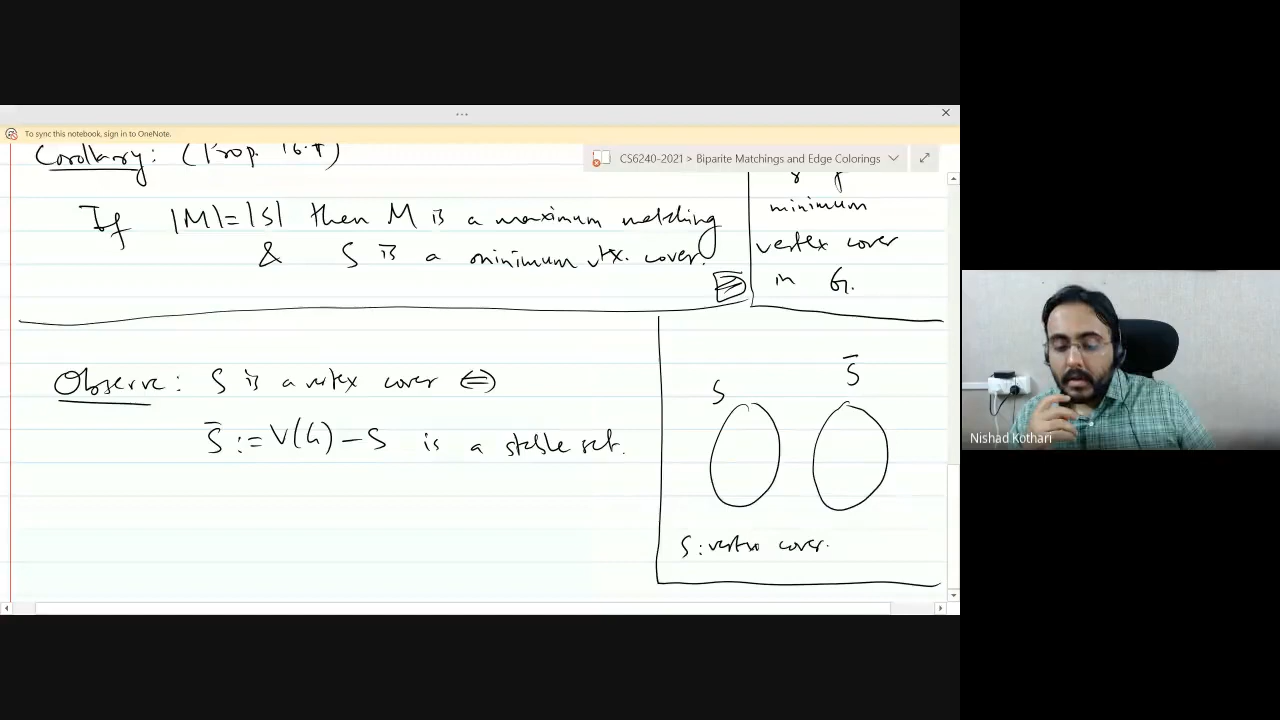 To sync this notebook, sign in to OneNote.
CS6240-2021 > Biparite Matchings and Edge Colorings
Corollary: (Prop. 16.7)
If |M|=|S| then M is a maximum matching
& S is a minimum vtx. cover.
minimum
vertex cover
in G.
Observe: S is a vertex cover ⇔
S̄ := V(G) - S is a stable set.
S S̄
S: vertex cover.
Nishad Kothari